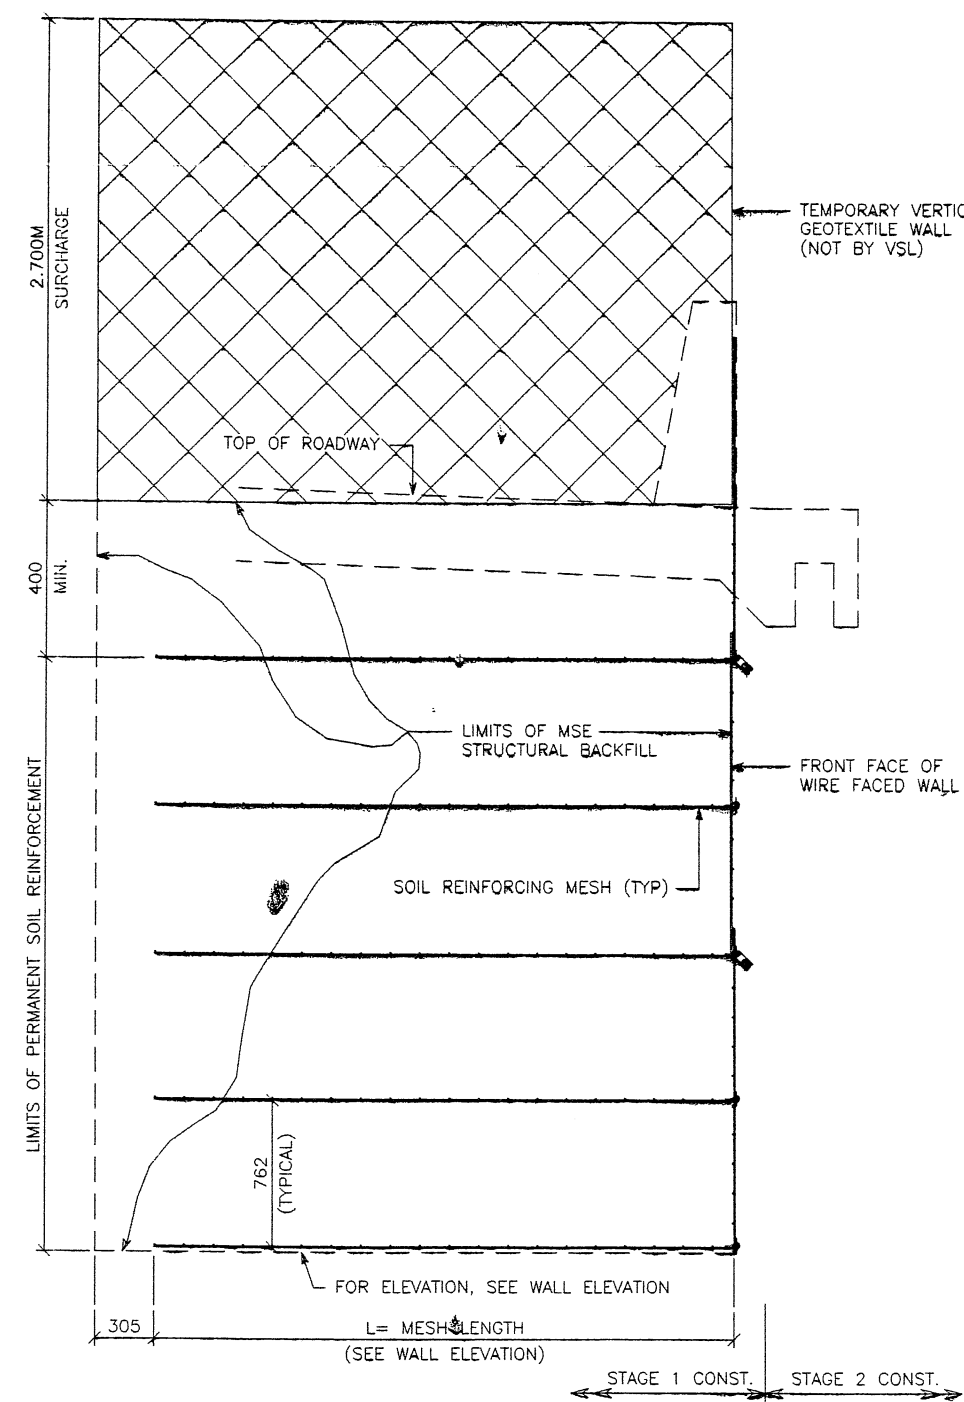 2.700M
SURCHARGE
TEMPORARY VERTIC
GEOTEXTILE WALL
(NOT BY VSL)
TOP OF ROADWAY
400
MIN.
LIMITS OF MSE
STRUCTURAL BACKFILL
FRONT FACE OF
WIRE FACED WALL
SOIL REINFORCING MESH (TYP)
LIMITS OF PERMANENT SOIL REINFORCEMENT
762
(TYPICAL)
FOR ELEVATION, SEE WALL ELEVATION
305
L= MESH LENGTH
(SEE WALL ELEVATION)
STAGE 1 CONST.
STAGE 2 CONST.